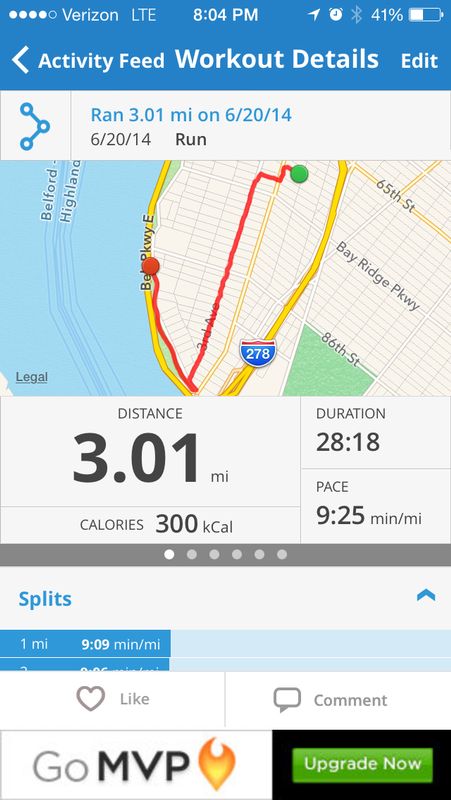 Verizon LTE 8:04 PM 41%
Activity Feed Workout Details Edit
Ran 3.01 mi on 6/20/14
6/20/14 Run
Belford -
Highland
Pkwy E
65th St
Bay Ridge Pkwy
3rd Ave
278
86th St
Legal
DISTANCE
3.01 mi
CALORIES 300 kCal
DURATION
28:18
PACE
9:25 min/mi
Splits
1 mi 9:09 min/mi
Like Comment
Go MVP Upgrade Now